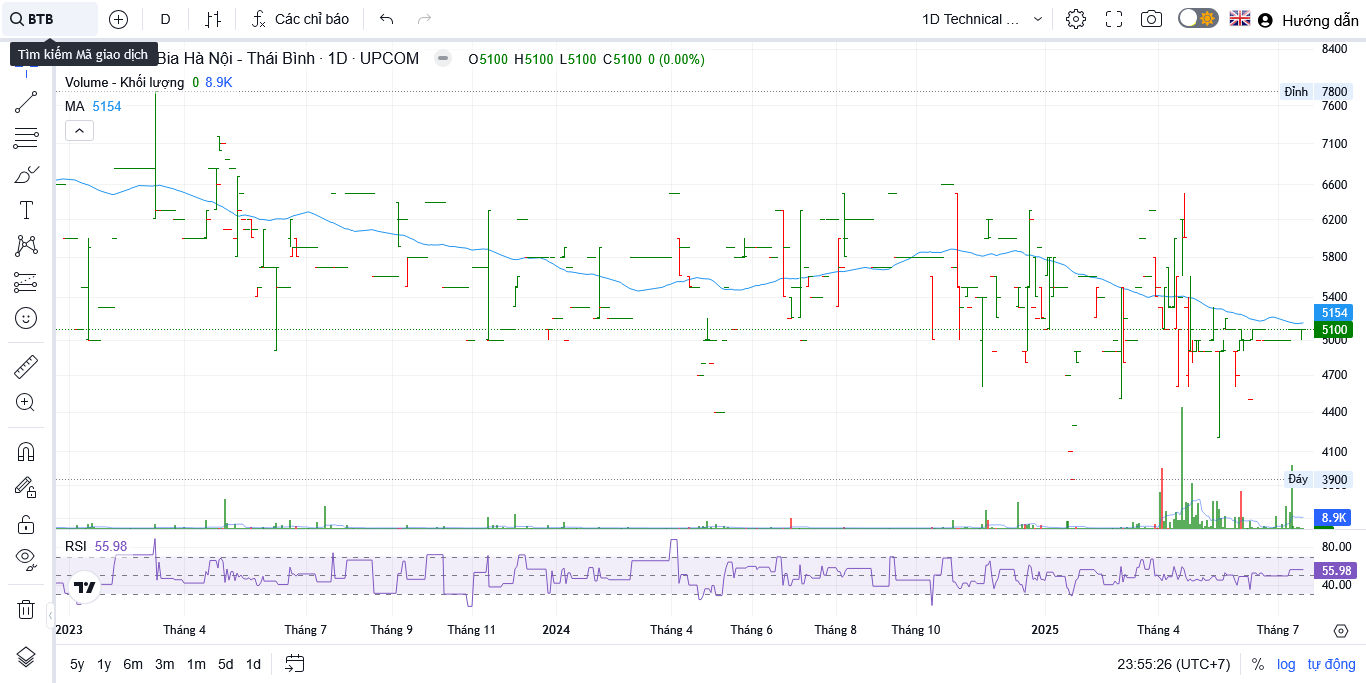 BTB
D
Các chỉ báo
1D Technical ...
Hướng dẫn
Tìm kiếm Mã giao dịch
Bia Hà Nội - Thái Bình · 1D · UPCOM
O5100 H5100 L5100 C5100 0 (0.00%)
Volume - Khối lượng 0 8.9K
MA 5154
8400
Đỉnh 7800
7600
7100
6600
6200
5800
5400
5154
5100
5000
4700
4400
4100
Đáy 3900
8.9K
RSI 55.98
80.00
55.98
40.00
2023 Tháng 4 Tháng 7 Tháng 9 Tháng 11 2024 Tháng 4 Tháng 6 Tháng 8 Tháng 10 2025 Tháng 4 Tháng 7
5y 1y 6m 3m 1m 5d 1d
23:55:26 (UTC+7) % log tự động